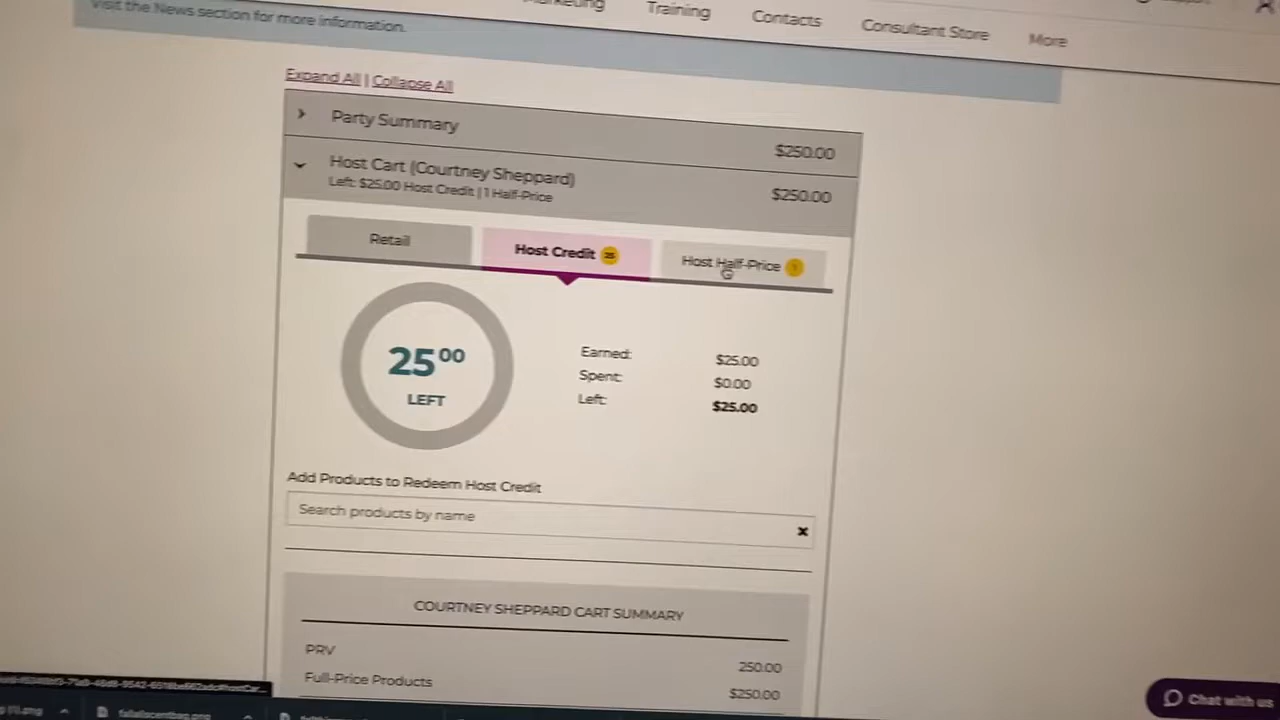 Visit the News section for more information.
Marketing Training Contacts Consultant Store More
Expand All | Collapse All
Party Summary $250.00
Host Cart (Courtney Sheppard) $250.00
Left: $25.00 Host Credit | 1 Half-Price
Retail Host Credit 25 Host Half-Price 1
25 00
LEFT
Earned: $25.00
Spent: $0.00
Left: $25.00
Add Products to Redeem Host Credit
Search products by name x
COURTNEY SHEPPARD CART SUMMARY
PRV 250.00
Full-Price Products $250.00
Chat with us